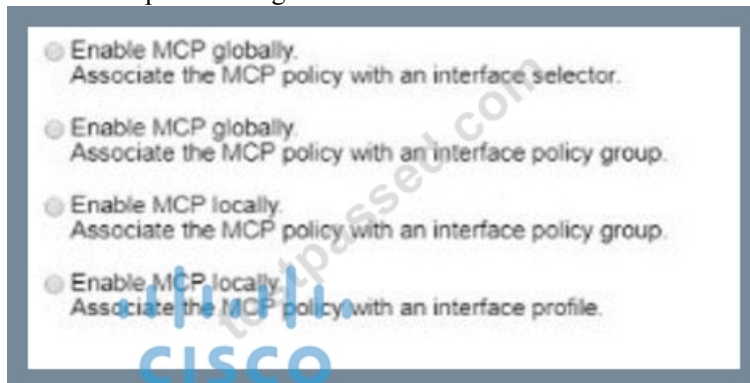 Enable MCP globally.
Associate the MCP policy with an interface selector.
Enable MCP globally.
Associate the MCP policy with an interface policy group.
Enable MCP locally.
Associate the MCP policy with an interface policy group.
Enable MCP locally.
Associate the MCP policy with an interface profile.
testpassed.com
CISCO